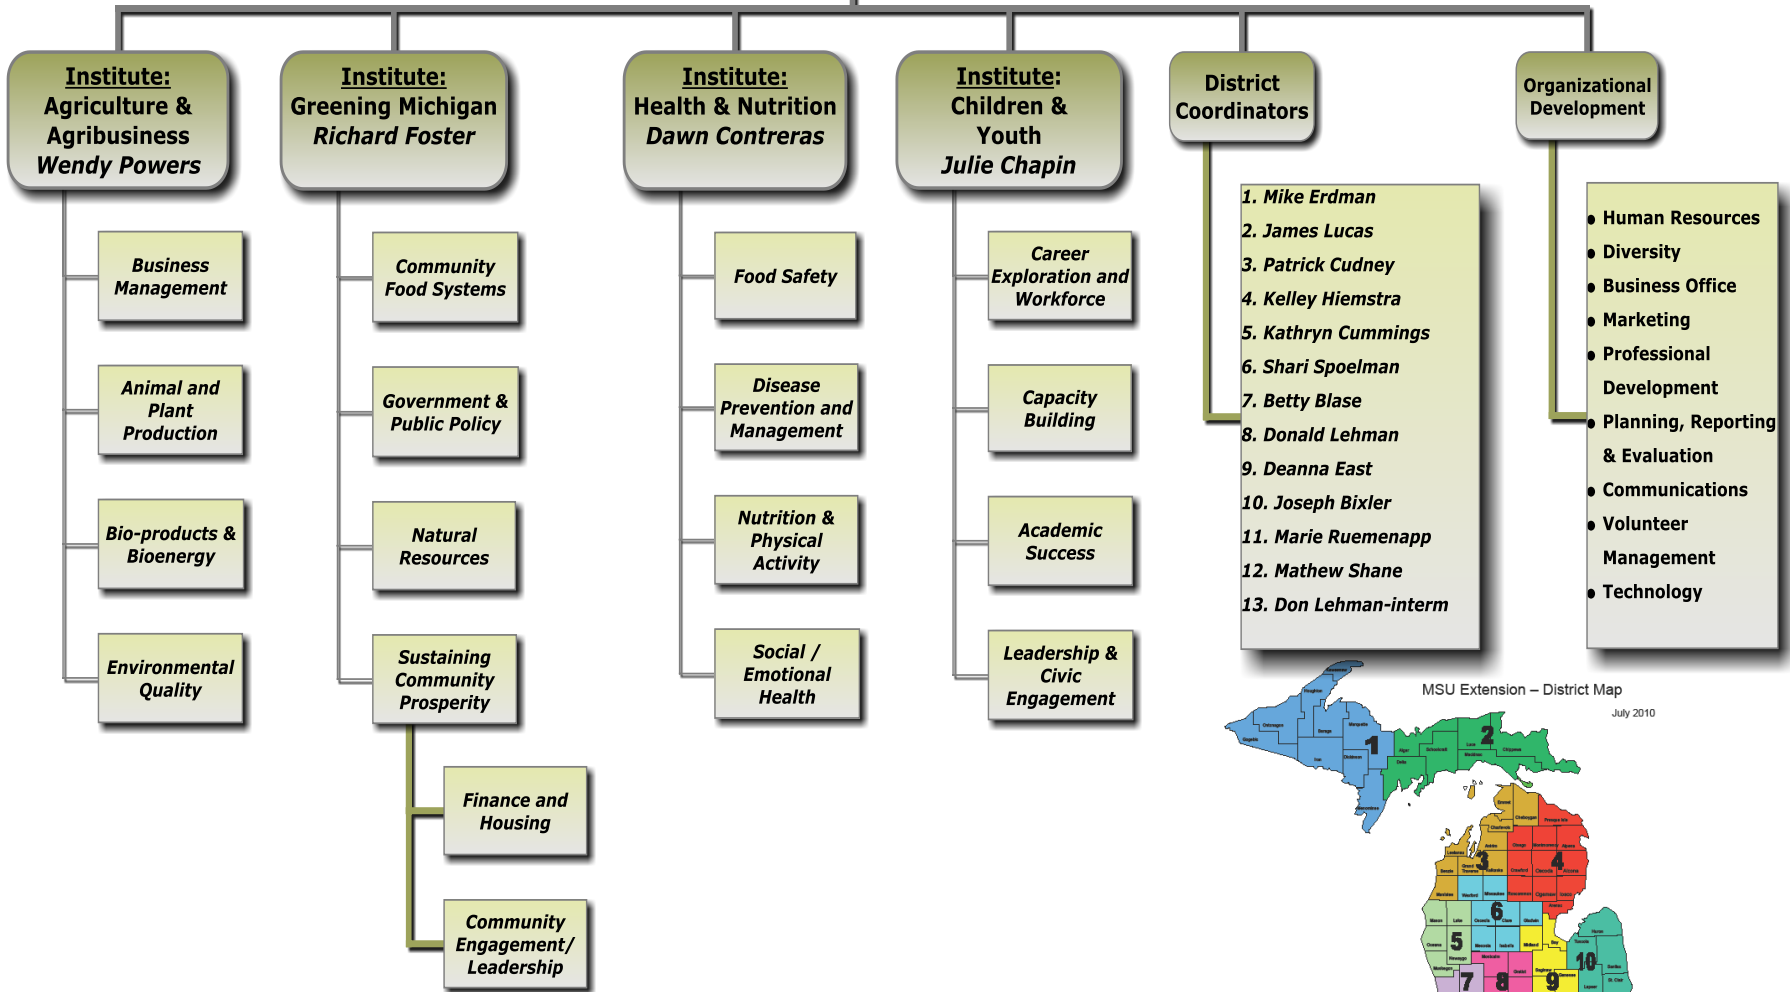 Institute:
Agriculture &
Agribusiness
Wendy Powers
Business
Management
Animal and
Plant
Production
Bio-products &
Bioenergy
Environmental
Quality
Institute:
Greening Michigan
Richard Foster
Community
Food Systems
Government &
Public Policy
Natural
Resources
Sustaining
Community
Prosperity
Finance and
Housing
Community
Engagement/
Leadership
Institute:
Health & Nutrition
Dawn Contreras
Food Safety
Disease
Prevention and
Management
Nutrition &
Physical
Activity
Social /
Emotional
Health
Institute:
Children &
Youth
Julie Chapin
Career
Exploration and
Workforce
Capacity
Building
Academic
Success
Leadership &
Civic
Engagement
District
Coordinators
1. Mike Erdman
2. James Lucas
3. Patrick Cudney
4. Kelley Hiemstra
5. Kathryn Cummings
6. Shari Spoelman
7. Betty Blase
8. Donald Lehman
9. Deanna East
10. Joseph Bixler
11. Marie Ruemenapp
12. Mathew Shane
13. Don Lehman-interm
Organizational
Development
• Human Resources
• Diversity
• Business Office
• Marketing
• Professional
Development
• Planning, Reporting
& Evaluation
• Communications
• Volunteer
Management
• Technology
MSU Extension – District Map
July 2010
1
2
3
4
6
5
10
7
8
9